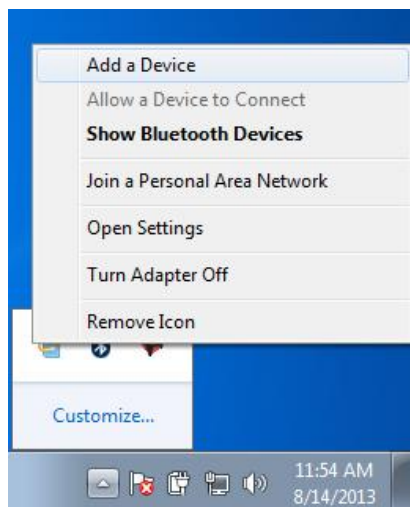 Add a Device
Allow a Device to Connect
Show Bluetooth Devices
Join a Personal Area Network
Open Settings
Turn Adapter Off
Remove Icon
Customize...
11:54 AM
8/14/2013